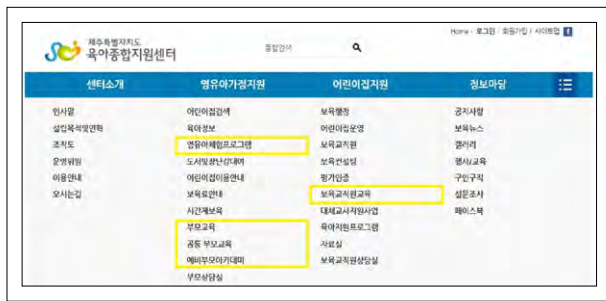 Home | 로그인 | 회원가입 | 사이트맵
제주특별자치도
육아종합지원센터
통합검색
센터소개 영유아가정지원 어린이집지원 정보마당
인사말 어린이집검색 보육행정 공지사항
설립목적및연혁 육아정보 어린이집운영 보육뉴스
조직도 영유아체험프로그램 보육교직원 갤러리
운영위원 도서및장난감대여 보육컨설팅 행사/교육
이용안내 어린이집이용안내 평가인증 구인구직
오시는길 보육료안내 보육교직원교육 설문조사
시간제보육 대체교사지원사업 페이스북
부모교육 육아지원프로그램
공통 부모교육 자료실
예비부모아카데미 보육교직원상담실
부모상담실